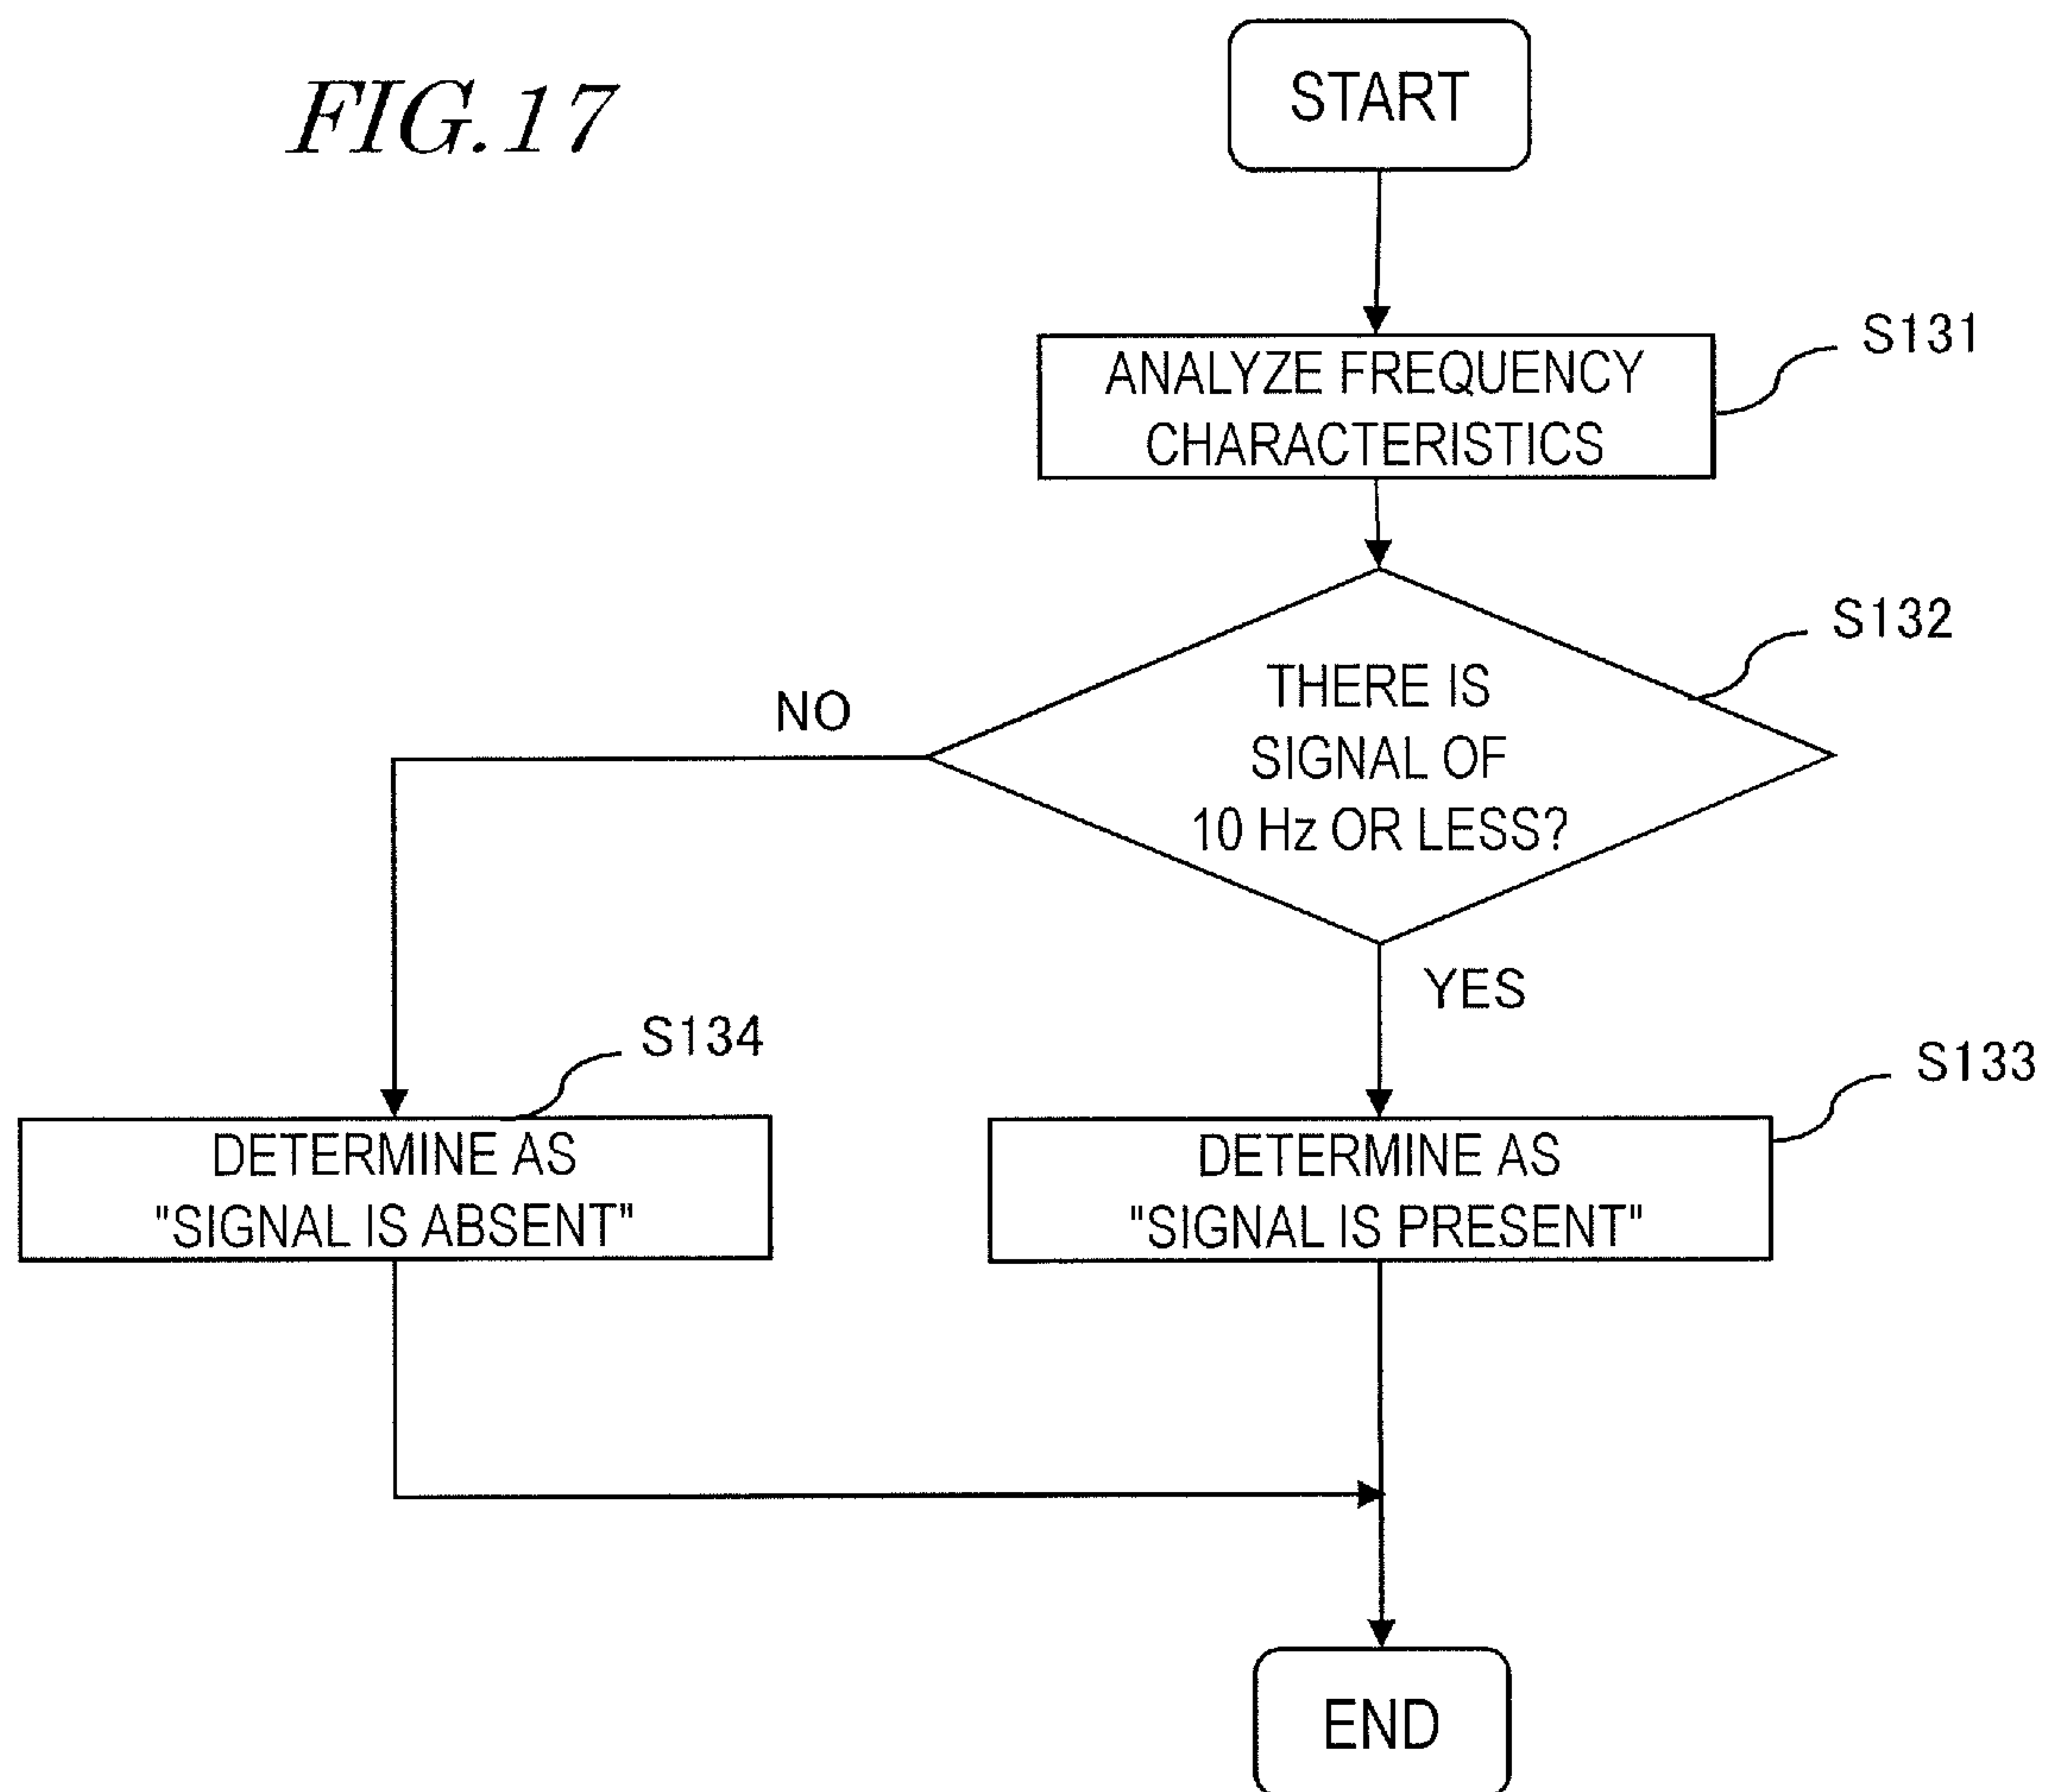 FIG.17
START
ANALYZE FREQUENCY
CHARACTERISTICS
S131
THERE IS
SIGNAL OF
10 Hz OR LESS?
S132
NO
YES
S134
DETERMINE AS
"SIGNAL IS ABSENT"
S133
DETERMINE AS
"SIGNAL IS PRESENT"
END